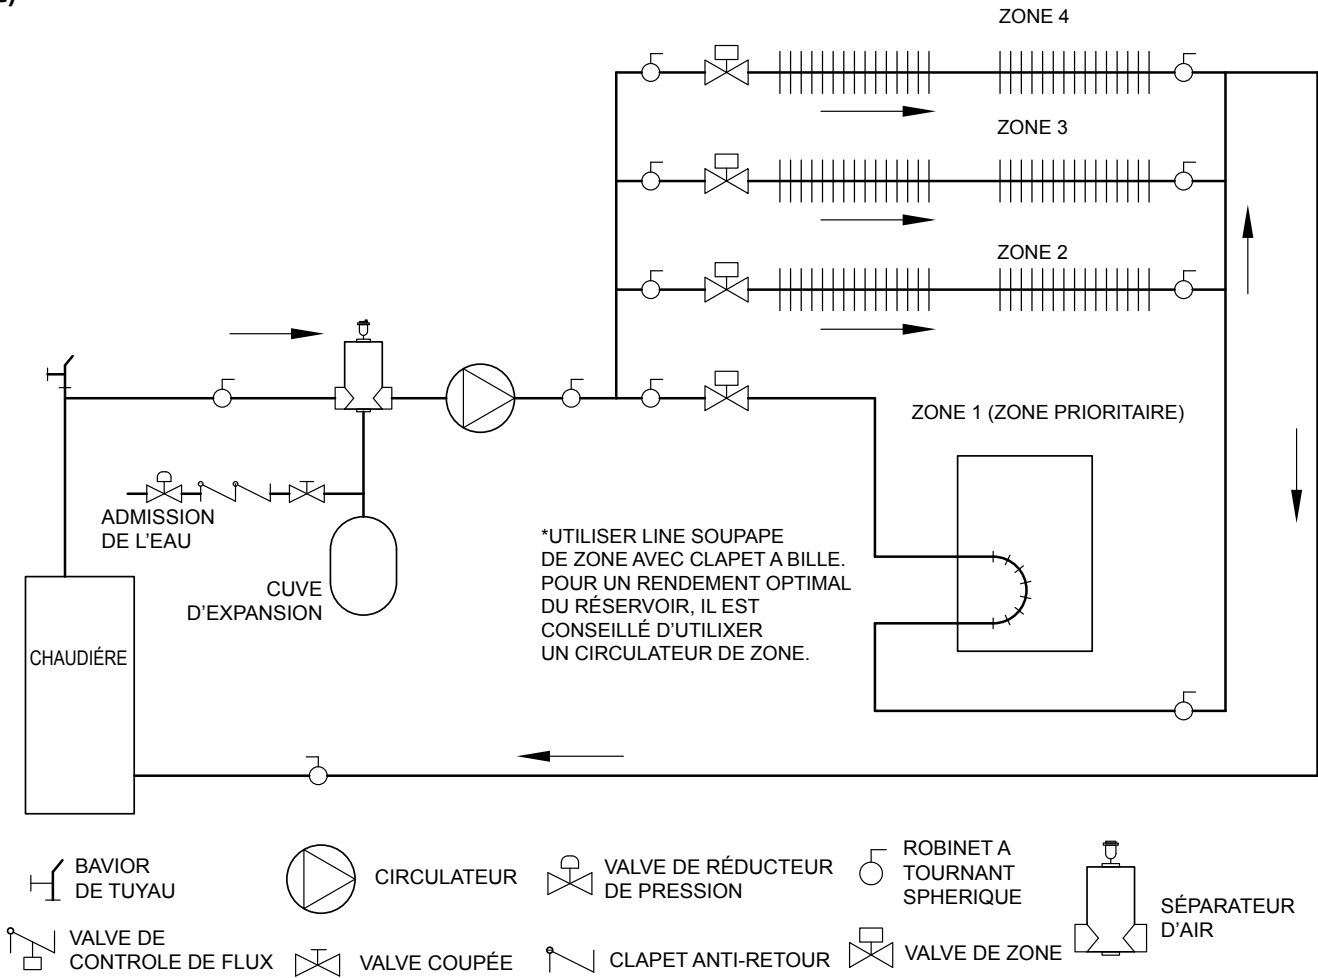 ZONE 4
ZONE 3
ZONE 2
ZONE 1 (ZONE PRIORITAIRE)
ADMISSION
DE L'EAU
CUVE
D'EXPANSION
*UTILISER LINE SOUPAPE
DE ZONE AVEC CLAPET A BILLE.
POUR UN RENDEMENT OPTIMAL
DU RÉSERVOIR, IL EST
CONSEILLÉ D'UTILIXER
UN CIRCULATEUR DE ZONE.
CHAUDIÉRE
BAVIOR
DE TUYAU
CIRCULATEUR
VALVE DE RÉDUCTEUR
DE PRESSION
ROBINET A
TOURNANT
SPHERIQUE
SÉPARATEUR
D'AIR
VALVE DE
CONTROLE DE FLUX
VALVE COUPÉE
CLAPET ANTI-RETOUR
VALVE DE ZONE